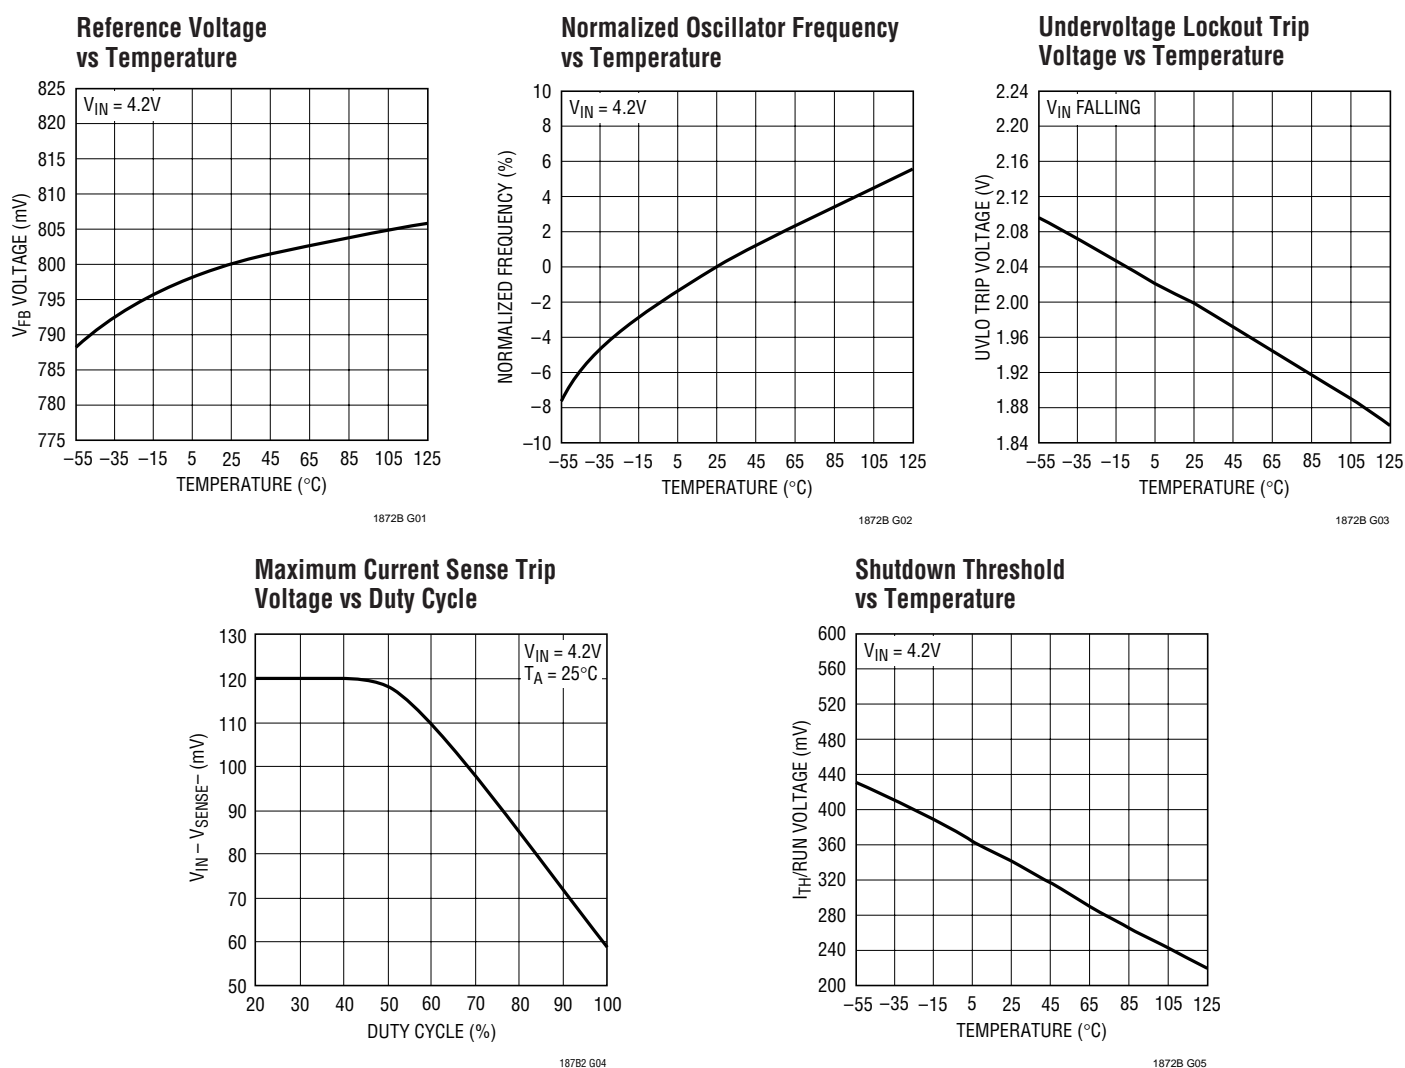 Reference Voltage
vs Temperature
VIN = 4.2V
825
820
815
810
805
800
795
790
785
780
775
VFB VOLTAGE (mV)
–55 –35 –15 5 25 45 65 85 105 125
TEMPERATURE (°C)
1872B G01
Normalized Oscillator Frequency
vs Temperature
VIN = 4.2V
10
8
6
4
2
0
–2
–4
–6
–8
–10
NORMALIZED FREQUENCY (%)
–55 –35 –15 5 25 45 65 85 105 125
TEMPERATURE (°C)
1872B G02
Undervoltage Lockout Trip
Voltage vs Temperature
VIN FALLING
2.24
2.20
2.16
2.12
2.08
2.04
2.00
1.96
1.92
1.88
1.84
UVLO TRIP VOLTAGE (V)
–55 –35 –15 5 25 45 65 85 105 125
TEMPERATURE (°C)
1872B G03
Maximum Current Sense Trip
Voltage vs Duty Cycle
VIN = 4.2V
TA = 25°C
130
120
110
100
90
80
70
60
50
VIN – VSENSE– (mV)
20 30 40 50 60 70 80 90 100
DUTY CYCLE (%)
187B2 G04
Shutdown Threshold
vs Temperature
VIN = 4.2V
600
560
520
480
440
400
360
320
280
240
200
ITH/RUN VOLTAGE (mV)
–55 –35 –15 5 25 45 65 85 105 125
TEMPERATURE (°C)
1872B G05